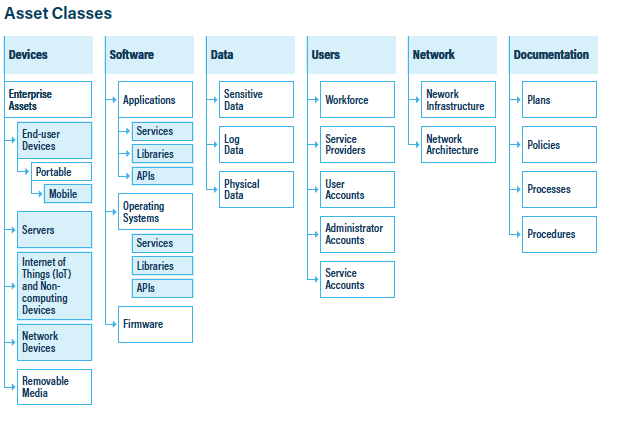 Asset Classes
Devices
Enterprise
Assets
End-user
Devices
Portable
Mobile
Servers
Internet of
Things (IoT)
and Non-
computing
Devices
Network
Devices
Removable
Media
Software
Applications
Services
Libraries
APIs
Operating
Systems
Services
Libraries
APIs
Firmware
Data
Sensitive
Data
Log
Data
Physical
Data
Users
Workforce
Service
Providers
User
Accounts
Administrator
Accounts
Service
Accounts
Network
Nework
Infrastructure
Network
Architecture
Documentation
Plans
Policies
Processes
Procedures